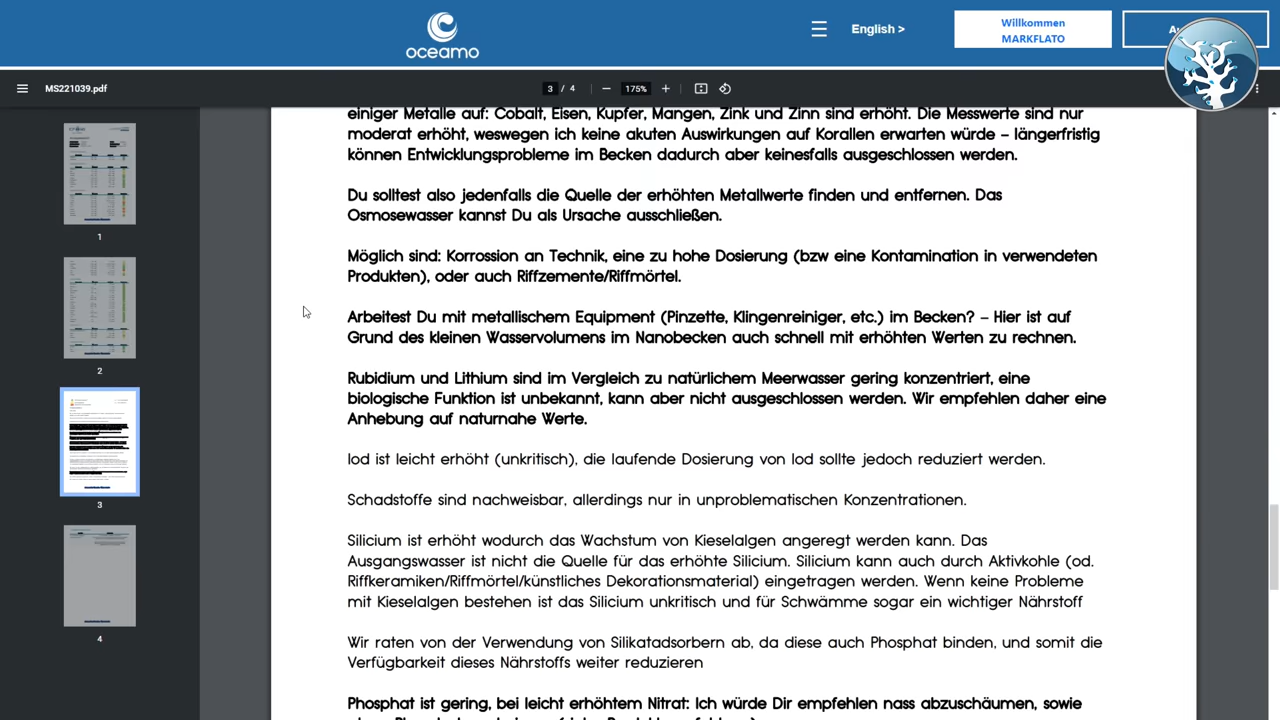 oceamo
English >
Willkommen
MARKFLATO
MS221039.pdf
3 / 4
175%
1
2
3
4
einiger Metalle auf: Cobalt, Eisen, Kupfer, Mangen, Zink und Zinn sind erhöht. Die Messwerte sind nur
moderat erhöht, weswegen ich keine akuten Auswirkungen auf Korallen erwarten würde – längerfristig
können Entwicklungsprobleme im Becken dadurch aber keinesfalls ausgeschlossen werden.
Du solltest also jedenfalls die Quelle der erhöhten Metallwerte finden und entfernen. Das
Osmosewasser kannst Du als Ursache ausschließen.
Möglich sind: Korrossion an Technik, eine zu hohe Dosierung (bzw eine Kontamination in verwendeten
Produkten), oder auch Riffzemente/Riffmörtel.
Arbeitest Du mit metallischem Equipment (Pinzette, Klingenreiniger, etc.) im Becken? – Hier ist auf
Grund des kleinen Wasservolumens im Nanobecken auch schnell mit erhöhten Werten zu rechnen.
Rubidium und Lithium sind im Vergleich zu natürlichem Meerwasser gering konzentriert, eine
biologische Funktion ist unbekannt, kann aber nicht ausgeschlossen werden. Wir empfehlen daher eine
Anhebung auf naturnahe Werte.
Iod ist leicht erhöht (unkritisch), die laufende Dosierung von Iod sollte jedoch reduziert werden.
Schadstoffe sind nachweisbar, allerdings nur in unproblematischen Konzentrationen.
Silicium ist erhöht wodurch das Wachstum von Kieselalgen angeregt werden kann. Das
Ausgangswasser ist nicht die Quelle für das erhöhte Silicium. Silicium kann auch durch Aktivkohle (od.
Riffkeramiken/Riffmörtel/künstliches Dekorationsmaterial) eingetragen werden. Wenn keine Probleme
mit Kieselalgen bestehen ist das Silicium unkritisch und für Schwämme sogar ein wichtiger Nährstoff
Wir raten von der Verwendung von Silikatadsorbern ab, da diese auch Phosphat binden, und somit die
Verfügbarkeit dieses Nährstoffs weiter reduzieren
Phosphat ist gering, bei leicht erhöhtem Nitrat: Ich würde Dir empfehlen nass abzuschäumen, sowie